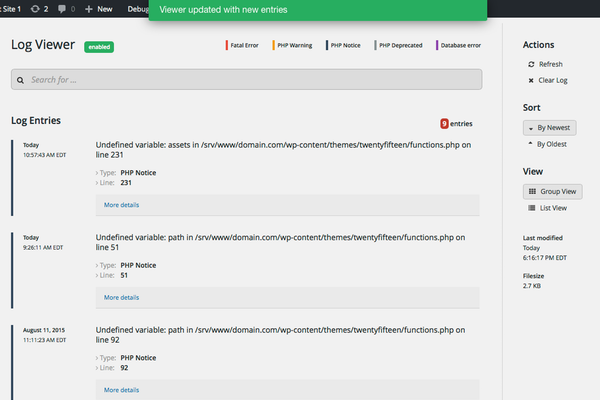 t Site 1 2 0 New Debug
Viewer updated with new entries
Log Viewer enabled
Fatal Error PHP Warning PHP Notice PHP Deprecated Database error
Search for ...
Log Entries
9 entries
Today
10:57:43 AM EDT
Undefined variable: assets in /srv/www/domain.com/wp-content/themes/twentyfifteen/functions.php on
line 231
› Type: PHP Notice
› Line: 231
More details
Today
9:26:11 AM EDT
Undefined variable: path in /srv/www/domain.com/wp-content/themes/twentyfifteen/functions.php on
line 51
› Type: PHP Notice
› Line: 51
More details
August 11, 2015
11:11:23 AM EDT
Undefined variable: path in /srv/www/domain.com/wp-content/themes/twentyfifteen/functions.php on
line 92
› Type: PHP Notice
› Line: 92
More details
Actions
Refresh
Clear Log
Sort
By Newest
By Oldest
View
Group View
List View
Last modified
Today
6:16:17 PM EDT
Filesize
2.7 KB